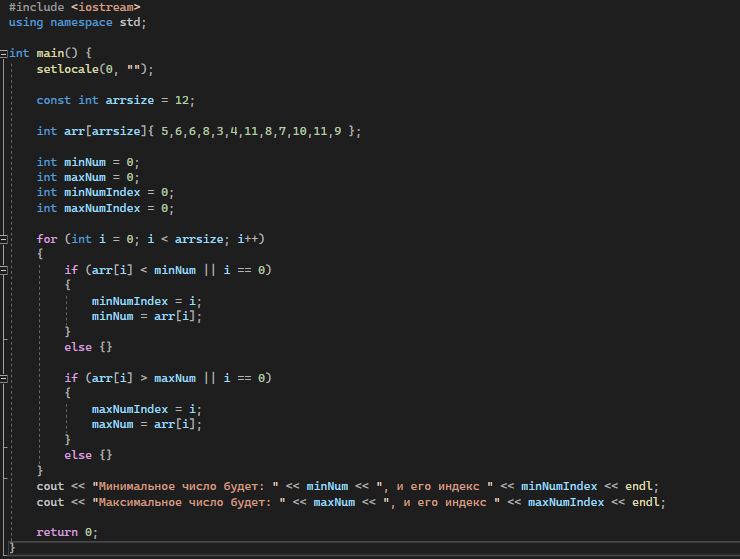 #include <iostream>
using namespace std;
int main() {
setlocale(0, "");
const int arrsize = 12;
int arr[arrsize]{ 5,6,6,8,3,4,11,8,7,10,11,9 };
int minNum = 0;
int maxNum = 0;
int minNumIndex = 0;
int maxNumIndex = 0;
for (int i = 0; i < arrsize; i++)
{
if (arr[i] < minNum || i == 0)
{
minNumIndex = i;
minNum = arr[i];
}
else {}
if (arr[i] > maxNum || i == 0)
{
maxNumIndex = i;
maxNum = arr[i];
}
else {}
}
cout << "Минимальное число будет: " << minNum << ", и его индекс " << minNumIndex << endl;
cout << "Максимальное число будет: " << maxNum << ", и его индекс " << maxNumIndex << endl;
return 0;
}